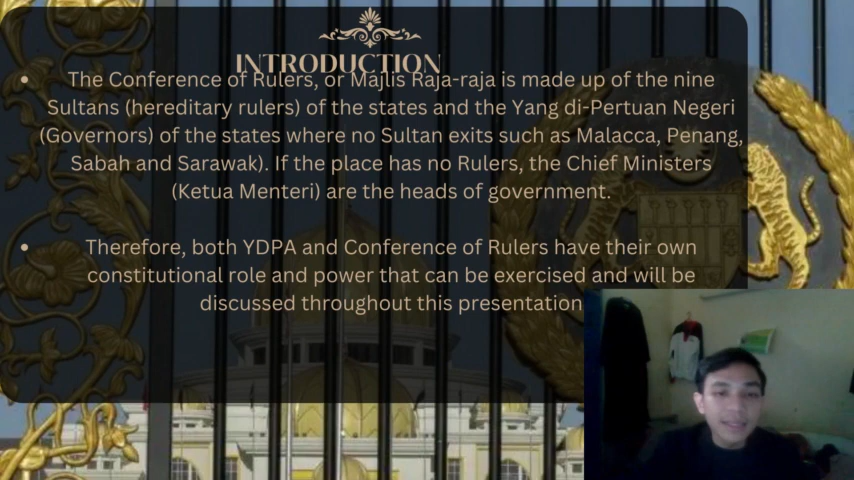 INTRODUCTION
• The Conference of Rulers, or Majlis Raja-raja is made up of the nine
Sultans (hereditary rulers) of the states and the Yang di-Pertuan Negeri
(Governors) of the states where no Sultan exits such as Malacca, Penang,
Sabah and Sarawak). If the place has no Rulers, the Chief Ministers
(Ketua Menteri) are the heads of government.
• Therefore, both YDPA and Conference of Rulers have their own
constitutional role and power that can be exercised and will be
discussed throughout this presentation